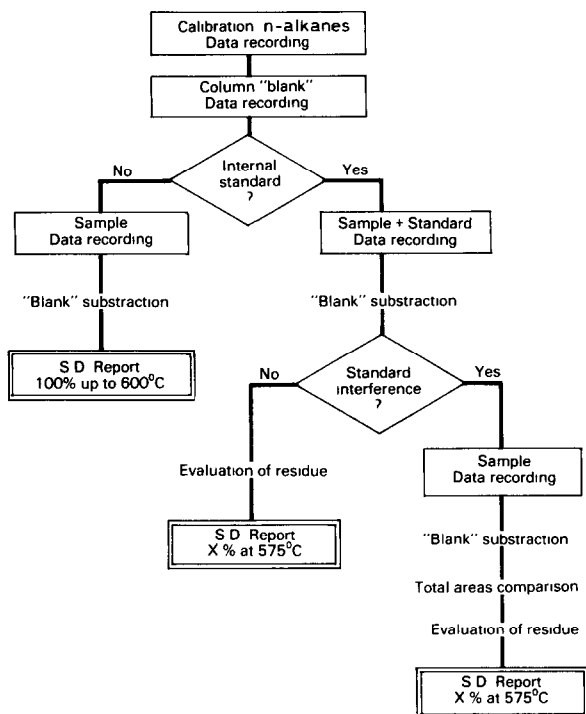 Calibration n-alkanes
Data recording
Column "blank"
Data recording
Internal
standard
?
No
Yes
Sample
Data recording
Sample + Standard
Data recording
"Blank" substraction
"Blank" substraction
S D Report
100% up to 600°C
Standard
interference
?
No
Yes
Evaluation of residue
Sample
Data recording
S D Report
X % at 575°C
"Blank" substraction
Total areas comparison
Evaluation of residue
S D Report
X % at 575°C